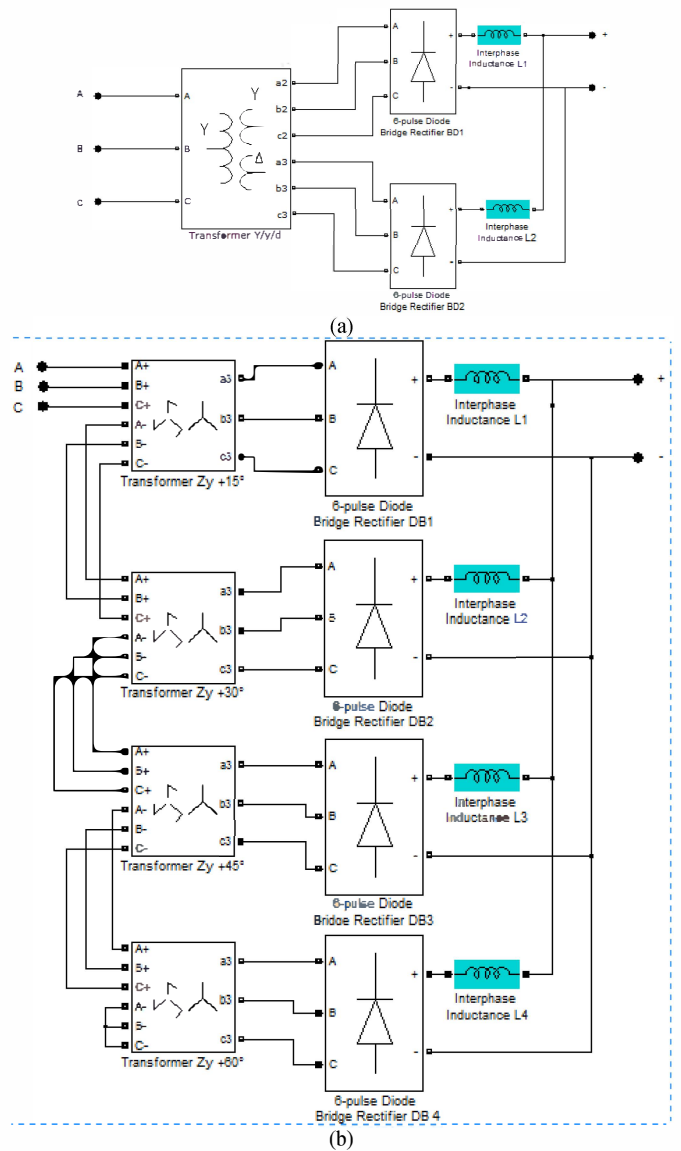 A
B
C
A
B
C
Y
Y
Δ
a2
b2
c2
a3
b3
c3
Transformer Y/y/d
A
B
C
+
-
6-pulse Diode
Bridge Rectifier BD1
Interphase
Inductance L1
+
-
A
B
C
+
-
6-pulse Diode
Bridge Rectifier BD2
Interphase
Inductance L2
(a)
A
B
C
A+
B+
C+
A-
B-
C-
a3
b3
c3
Transformer Zy +15°
A
B
C
+
-
6-pulse Diode
Bridge Rectifier DB1
Interphase
Inductance L1
+
-
A+
B+
C+
A-
B-
C-
a3
b3
c3
Transformer Zy +30°
A
B
C
+
-
6-pulse Diode
Bridge Rectifier DB2
Interphase
Inductance L2
A+
B+
C+
A-
B-
C-
a3
b3
c3
Transformer Zy +45°
A
B
C
+
-
6-pulse Diode
Bridge Rectifier DB3
Interphase
Inductance L3
A+
B+
C+
A-
B-
C-
a3
b3
c3
Transformer Zy +60°
A
B
C
+
-
6-pulse Diode
Bridge Rectifier DB 4
Interphase
Inductance L4
(b)